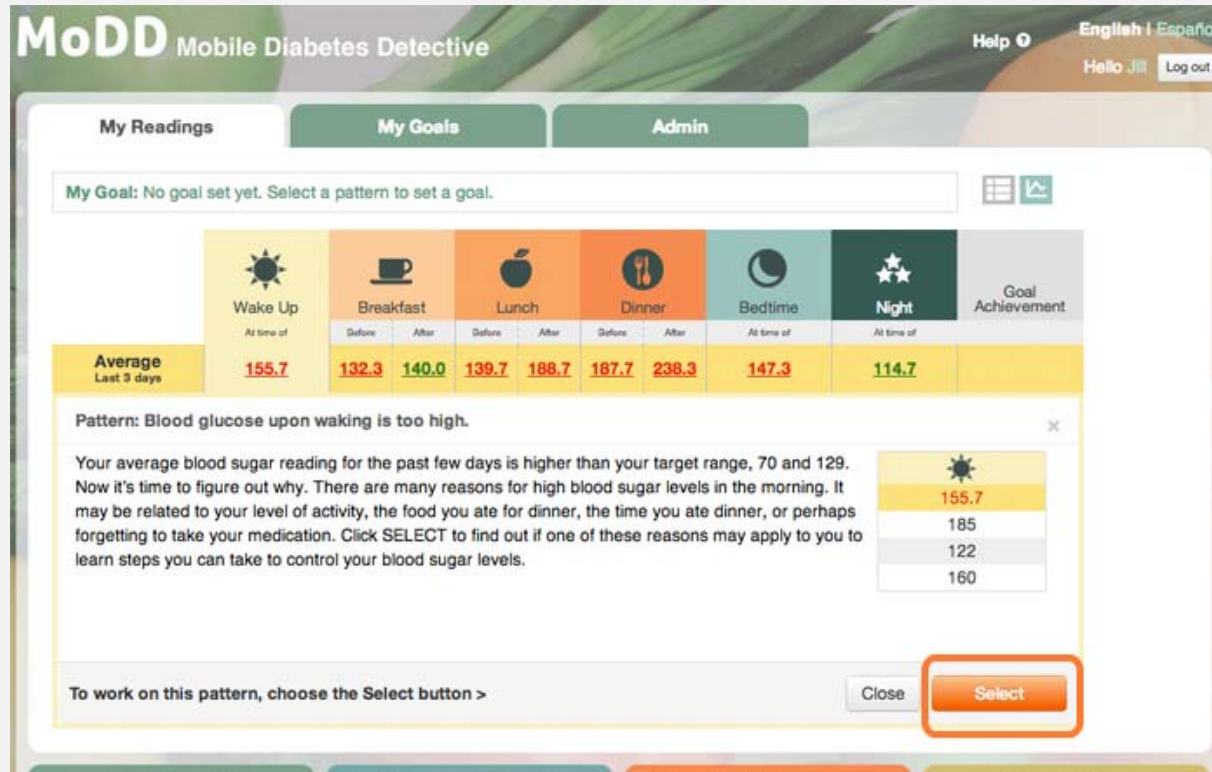 MoDD Mobile Diabetes Detective
Help ?
English | Español
Hello Jill Log out
My Readings My Goals Admin
My Goal: No goal set yet. Select a pattern to set a goal.
Wake Up Breakfast Lunch Dinner Bedtime Night Goal
Achievement
At time of Before After Before After Before After At time of At time of
Average
Last 3 days
155.7 132.3 140.0 139.7 188.7 187.7 238.3 147.3 114.7
Pattern: Blood glucose upon waking is too high. ×
Your average blood sugar reading for the past few days is higher than your target range, 70 and 129.
Now it's time to figure out why. There are many reasons for high blood sugar levels in the morning. It
may be related to your level of activity, the food you ate for dinner, the time you ate dinner, or perhaps
forgetting to take your medication. Click SELECT to find out if one of these reasons may apply to you to
learn steps you can take to control your blood sugar levels.
155.7
185
122
160
To work on this pattern, choose the Select button > Close Select